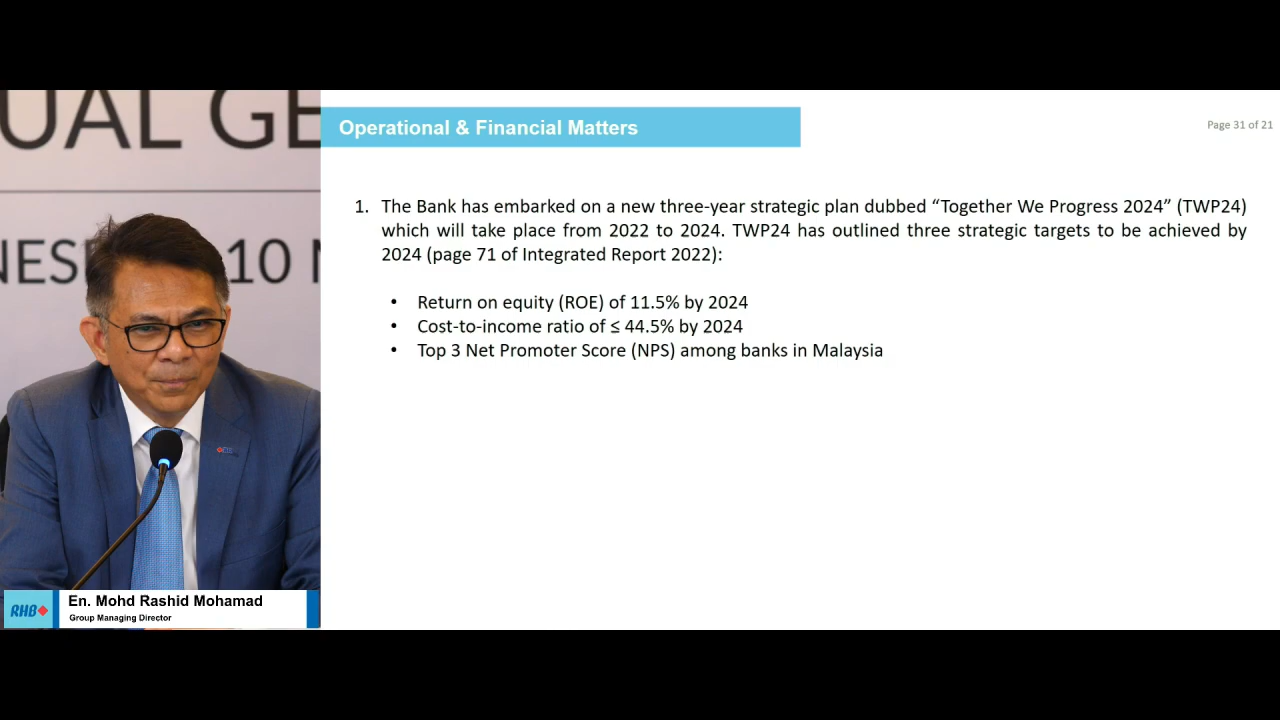 UAL GE
NES
10
Operational & Financial Matters
Page 31 of 21
1. The Bank has embarked on a new three-year strategic plan dubbed “Together We Progress 2024” (TWP24)
which will take place from 2022 to 2024. TWP24 has outlined three strategic targets to be achieved by
2024 (page 71 of Integrated Report 2022):
• Return on equity (ROE) of 11.5% by 2024
• Cost-to-income ratio of ≤ 44.5% by 2024
• Top 3 Net Promoter Score (NPS) among banks in Malaysia
RHB
En. Mohd Rashid Mohamad
Group Managing Director